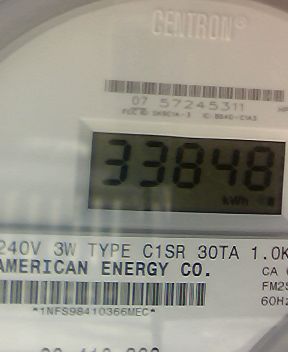 CENTRON®
07 57245311
33848
kWh
240V 3W TYPE C1SR 30TA 1.0K
AMERICAN ENERGY CO.
CA
FM2S
60Hz
*1NFS98410366MEC*